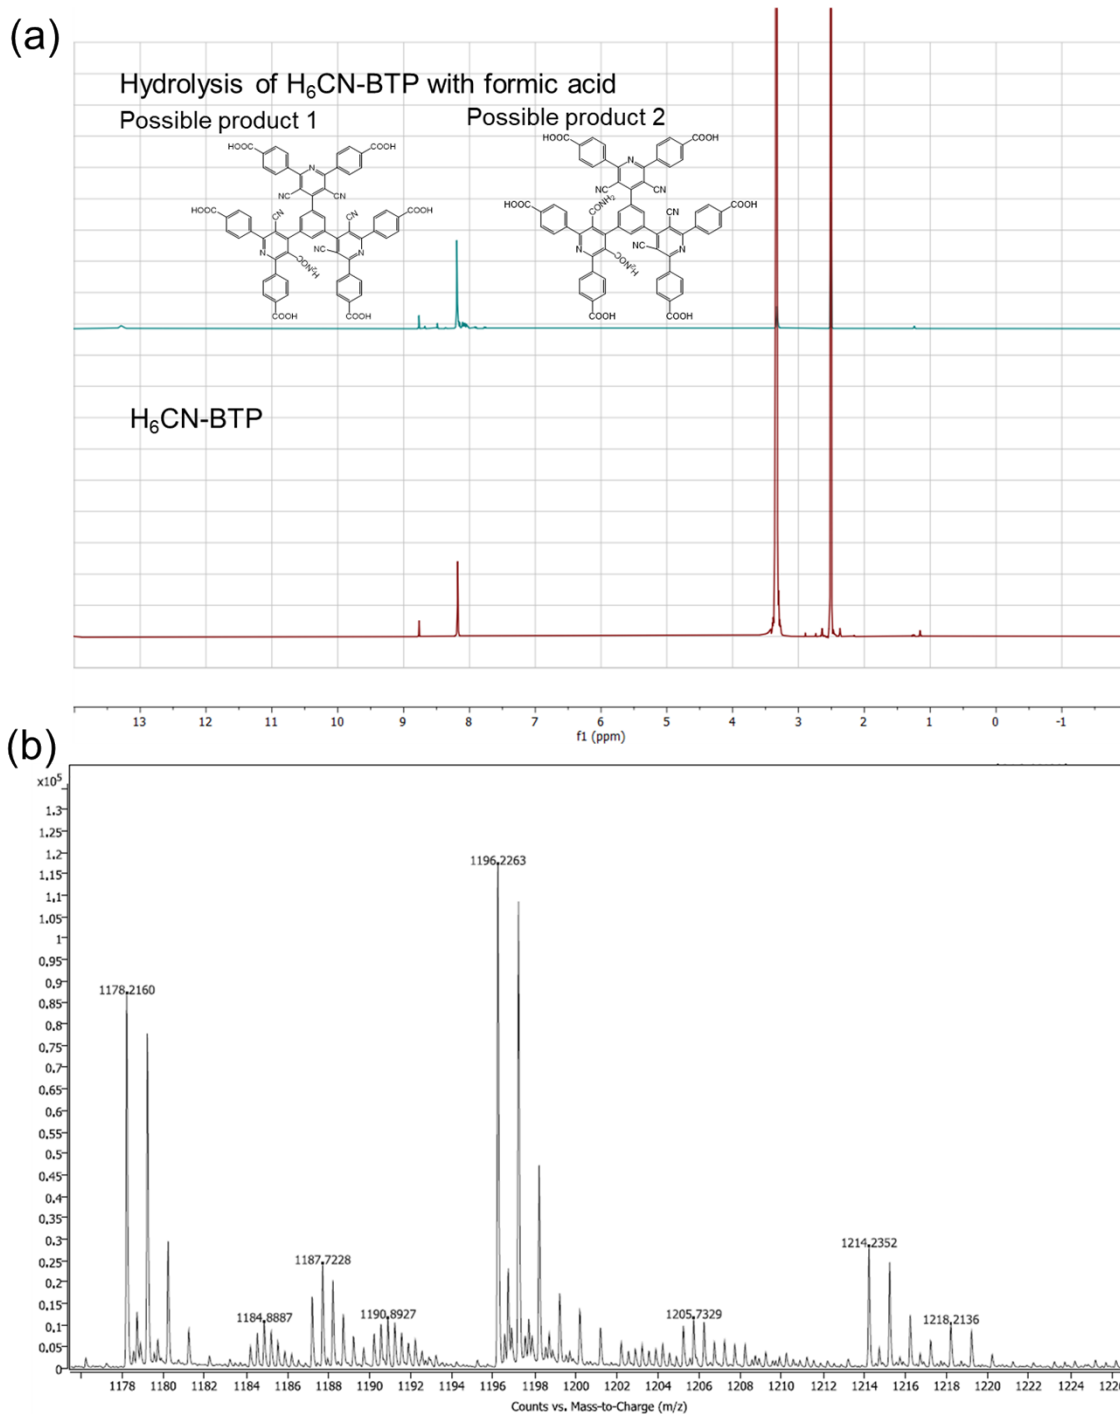 (a)
Hydrolysis of H₆CN-BTP with formic acid
Possible product 1
Possible product 2
HOOC
COOH
N
NC
CN
HOOC
CN
CN
COOH
N
NC
N
CONH₂
COOH
COOH
HOOC
COOH
N
NC
CN
CONH₂
HOOC
CN
COOH
N
NC
N
CONH₂
COOH
COOH
H₆CN-BTP
13 12 11 10 9 8 7 6 5 4 3 2 1 0 -1
f1 (ppm)
(b)
x10⁵
1.3
1.25
1.2
1.15
1.1
1.05
1
0.95
0.9
0.85
0.8
0.75
0.7
0.65
0.6
0.55
0.5
0.45
0.4
0.35
0.3
0.25
0.2
0.15
0.1
0.05
0
1178.2160
1184.8887
1187.7228
1190.8927
1196.2263
1205.7329
1214.2352
1218.2136
1178 1180 1182 1184 1186 1188 1190 1192 1194 1196 1198 1200 1202 1204 1206 1208 1210 1212 1214 1216 1218 1220 1222 1224
Counts vs. Mass-to-Charge (m/z)